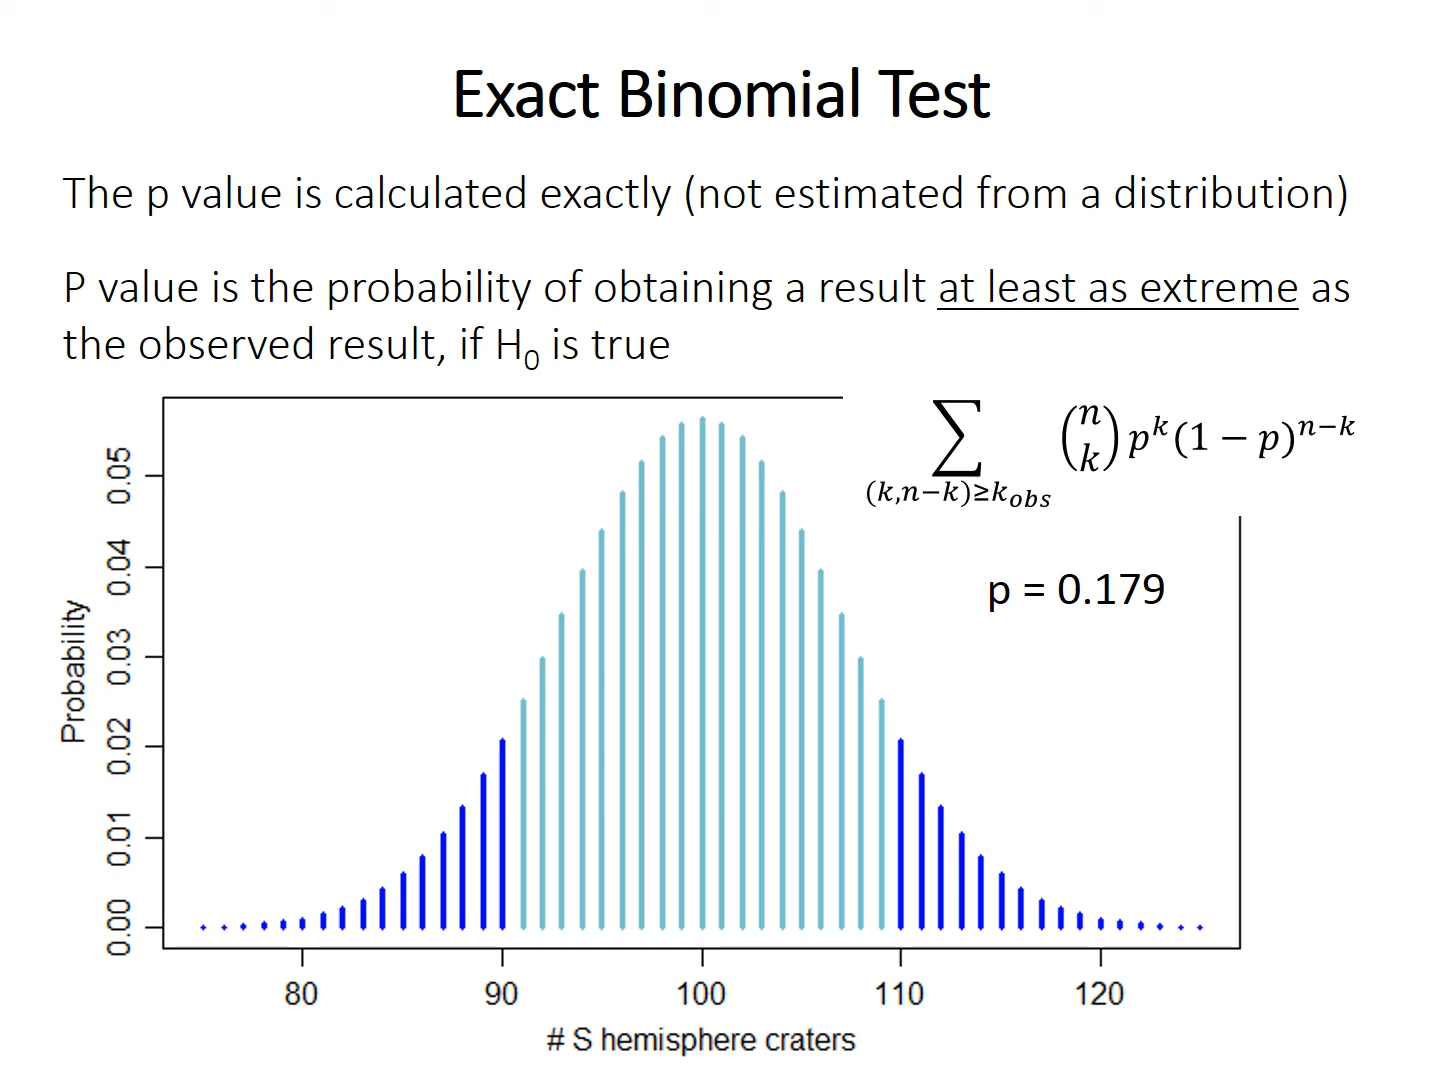 Exact Binomial Test
The p value is calculated exactly (not estimated from a distribution)
P value is the probability of obtaining a result at least as extreme as
the observed result, if H₀ is true
∑ (n k) pᵏ(1 − p)ⁿ⁻ᵏ
(k,n−k)≥kobs
p = 0.179
Probability
0.05
0.04
0.03
0.02
0.01
0.00
80 90 100 110 120
# S hemisphere craters